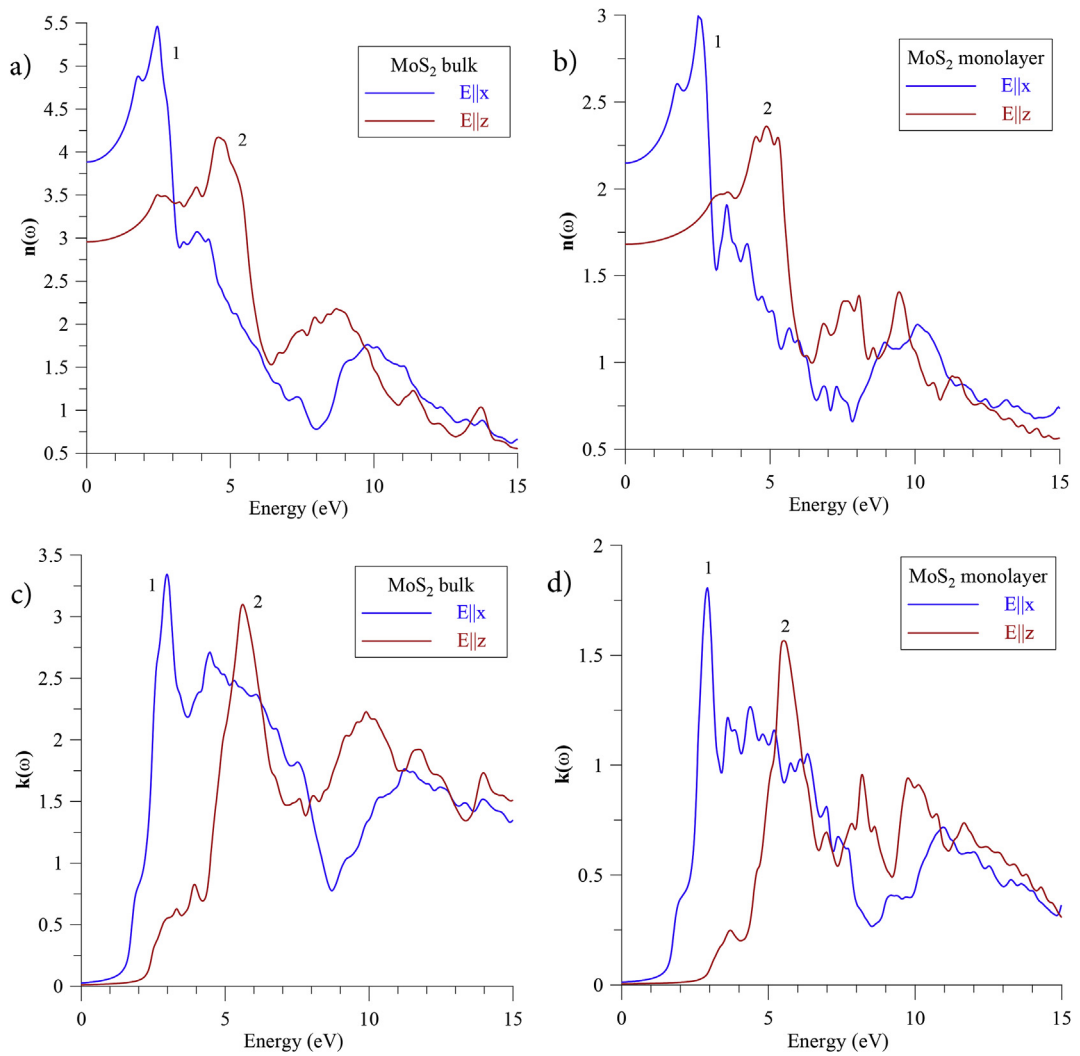 a)
n(ω)
5.5
5
4.5
4
3.5
3
2.5
2
1.5
1
0.5
1
2
MoS2 bulk
E||x
E||z
0
5
10
15
Energy (eV)
b)
n(ω)
3
2.5
2
1.5
1
0.5
1
2
MoS2 monolayer
E||x
E||z
0
5
10
15
Energy (eV)
c)
k(ω)
3.5
3
2.5
2
1.5
1
0.5
0
1
2
MoS2 bulk
E||x
E||z
0
5
10
15
Energy (eV)
d)
k(ω)
2
1.5
1
0.5
0
1
2
MoS2 monolayer
E||x
E||z
0
5
10
15
Energy (eV)